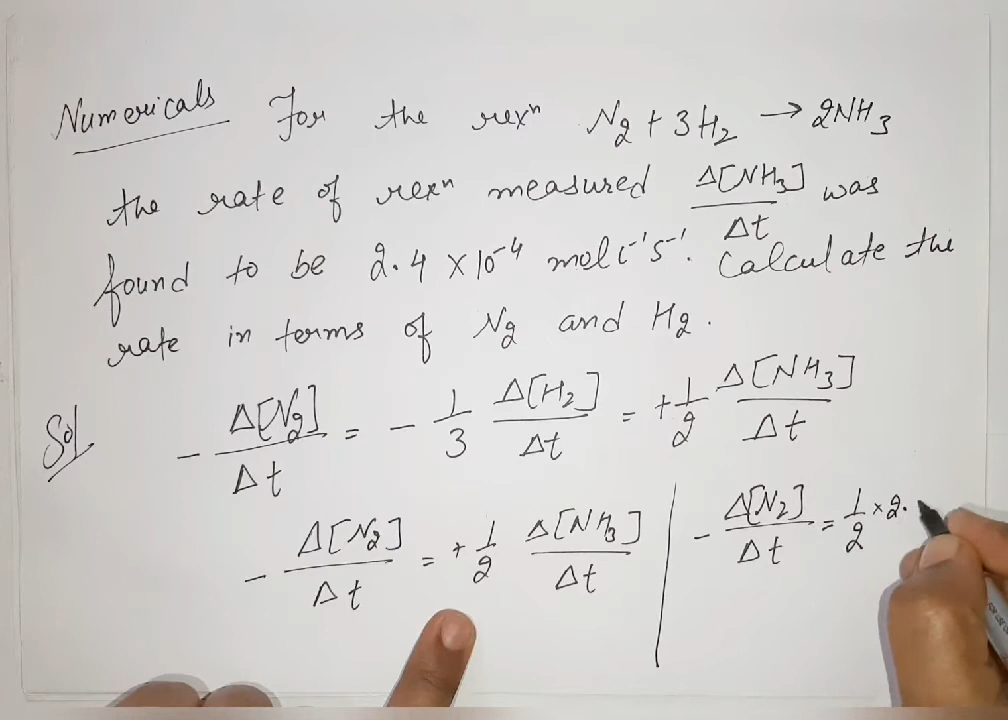 Numericals For the rexⁿ N₂ + 3H₂ → 2NH₃
the rate of rexⁿ measured Δ[NH₃]/Δt was
found to be 2.4 × 10⁻⁴ mol L⁻¹ s⁻¹. Calculate the
rate in terms of N₂ and H₂.
Sol - Δ[N₂]/Δt = - 1/3 Δ[H₂]/Δt = + 1/2 Δ[NH₃]/Δt
- Δ[N₂]/Δt = + 1/2 Δ[NH₃]/Δt
- Δ[N₂]/Δt = 1/2 × 2.